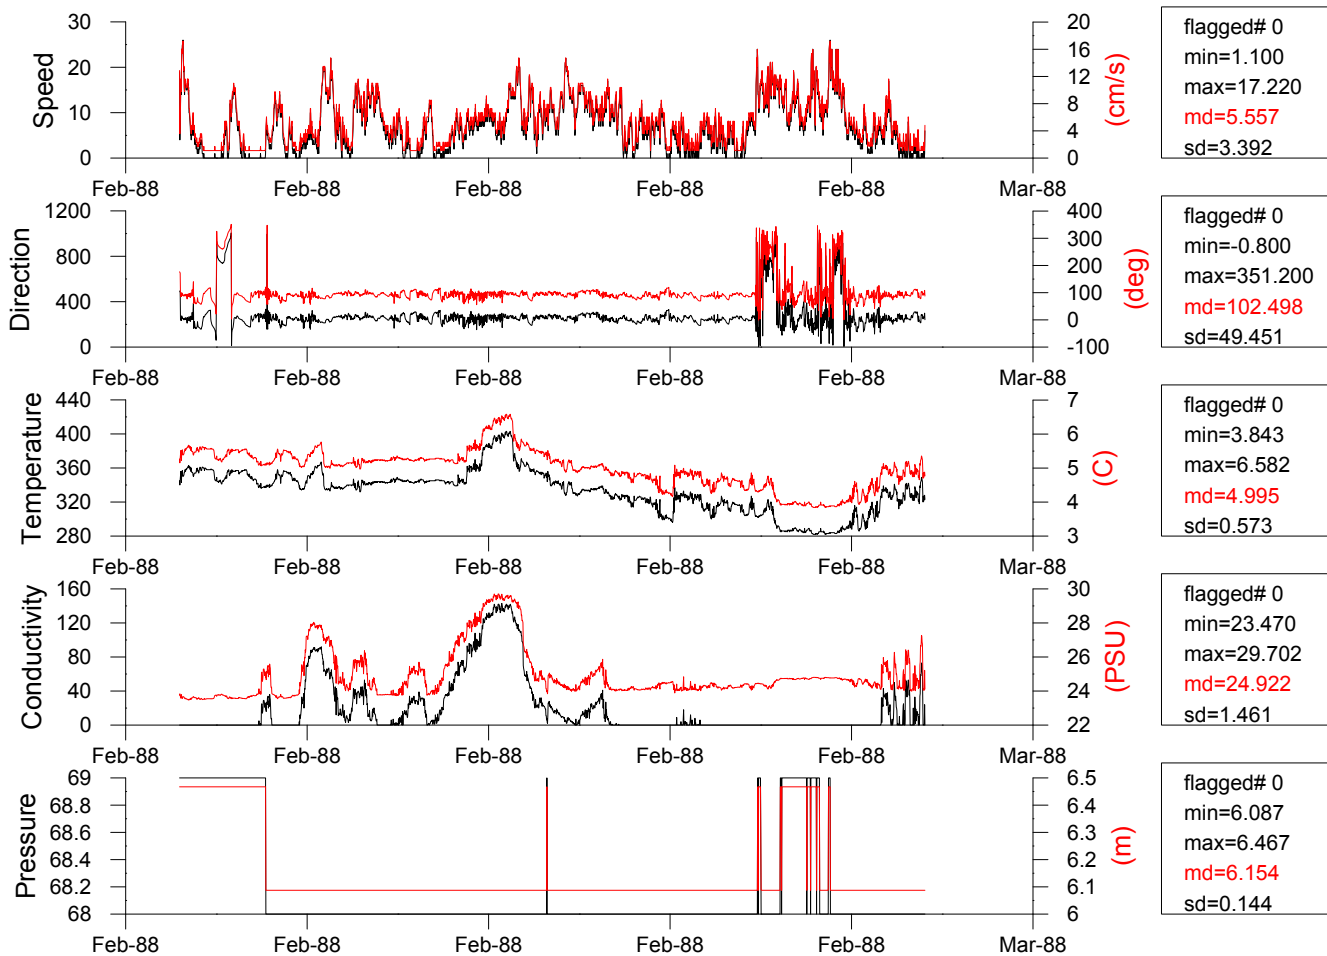 30
20
10
0
Speed
20
16
12
8
4
0
(cm/s)
Feb-88 Feb-88 Feb-88 Feb-88 Feb-88 Mar-88
flagged# 0
min=1.100
max=17.220
md=5.557
sd=3.392
1200
800
400
0
Direction
400
300
200
100
0
-100
(deg)
Feb-88 Feb-88 Feb-88 Feb-88 Feb-88 Mar-88
flagged# 0
min=-0.800
max=351.200
md=102.498
sd=49.451
440
400
360
320
280
Temperature
7
6
5
4
3
(C)
Feb-88 Feb-88 Feb-88 Feb-88 Feb-88 Mar-88
flagged# 0
min=3.843
max=6.582
md=4.995
sd=0.573
160
120
80
40
0
Conductivity
30
28
26
24
22
(PSU)
Feb-88 Feb-88 Feb-88 Feb-88 Feb-88 Mar-88
flagged# 0
min=23.470
max=29.702
md=24.922
sd=1.461
69
68.8
68.6
68.4
68.2
68
Pressure
6.5
6.4
6.3
6.2
6.1
6
(m)
Feb-88 Feb-88 Feb-88 Feb-88 Feb-88 Mar-88
flagged# 0
min=6.087
max=6.467
md=6.154
sd=0.144